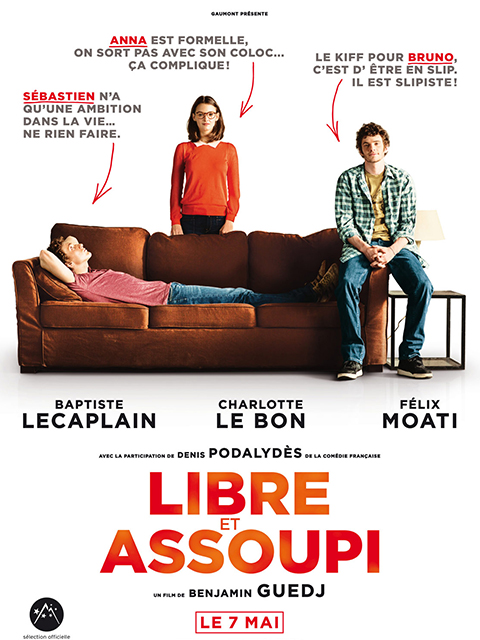 GAUMONT PRÉSENTE
ANNA EST FORMELLE,
ON SORT PAS AVEC SON COLOC...
ÇA COMPLIQUE !
LE KIFF POUR BRUNO,
C'EST D' ÊTRE EN SLIP.
IL EST SLIPISTE !
SÉBASTIEN N'A
QU'UNE AMBITION
DANS LA VIE...
NE RIEN FAIRE.
BAPTISTE
LECAPLAIN
CHARLOTTE
LE BON
FÉLIX
MOATI
AVEC LA PARTICIPATION DE DENIS PODALYDÈS DE LA COMÉDIE FRANÇAISE
LIBRE
ET
ASSOUPI
UN FILM DE BENJAMIN GUEDJ
LE 7 MAI
sélection officielle